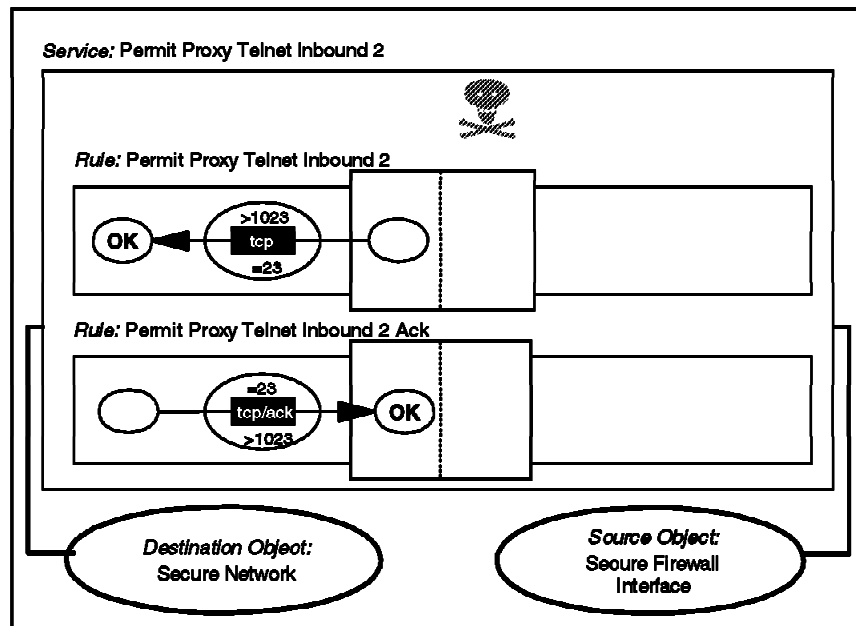 Service: Permit Proxy Telnet Inbound 2
Rule: Permit Proxy Telnet Inbound 2
>1023
OK
tcp
=23
Rule: Permit Proxy Telnet Inbound 2 Ack
=23
tcp/ack
OK
>1023
Destination Object:
Secure Network
Source Object:
Secure Firewall
Interface